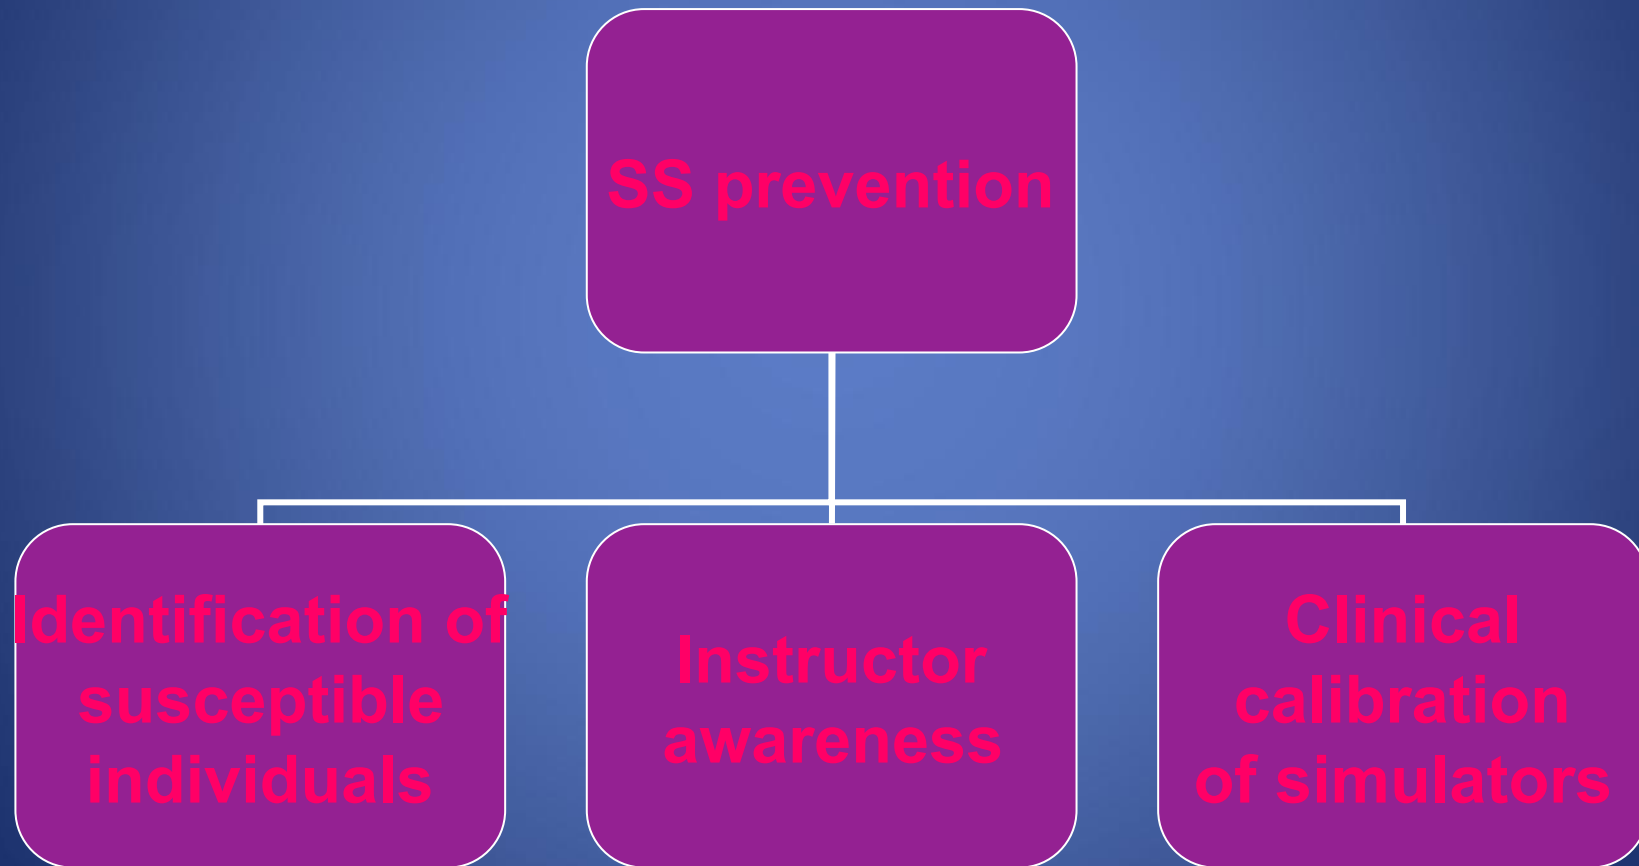 SS prevention
Identification of
susceptible
individuals
Instructor
awareness
Clinical
calibration
of simulators